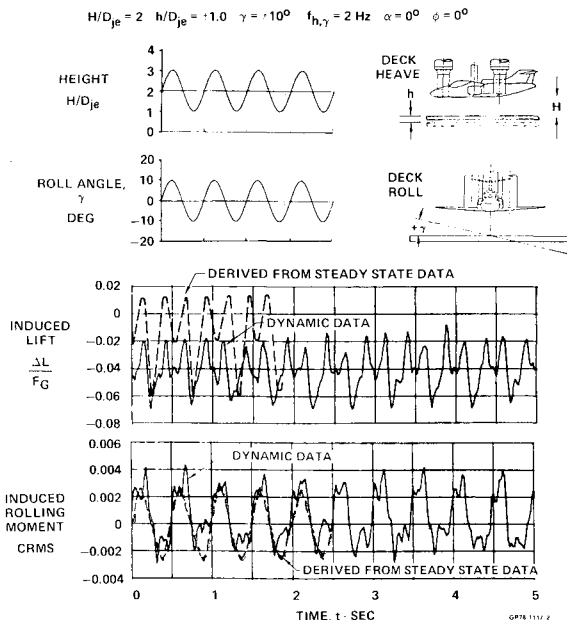 H/Dje = 2 h/Dje = ±1.0 γ = ±10° fh,γ = 2 Hz α = 0° φ = 0°
HEIGHT
H/Dje
4
3
2
1
0
DECK
HEAVE
h
H
ROLL ANGLE,
γ
DEG
20
10
0
-10
-20
DECK
ROLL
+γ
INDUCED
LIFT
ΔL
FG
0.02
0
-0.02
-0.04
-0.06
-0.08
DERIVED FROM STEADY STATE DATA
DYNAMIC DATA
INDUCED
ROLLING
MOMENT
CRMS
0.006
0.004
0.002
0
-0.002
-0.004
DYNAMIC DATA
DERIVED FROM STEADY STATE DATA
0 1 2 3 4 5
TIME, t - SEC